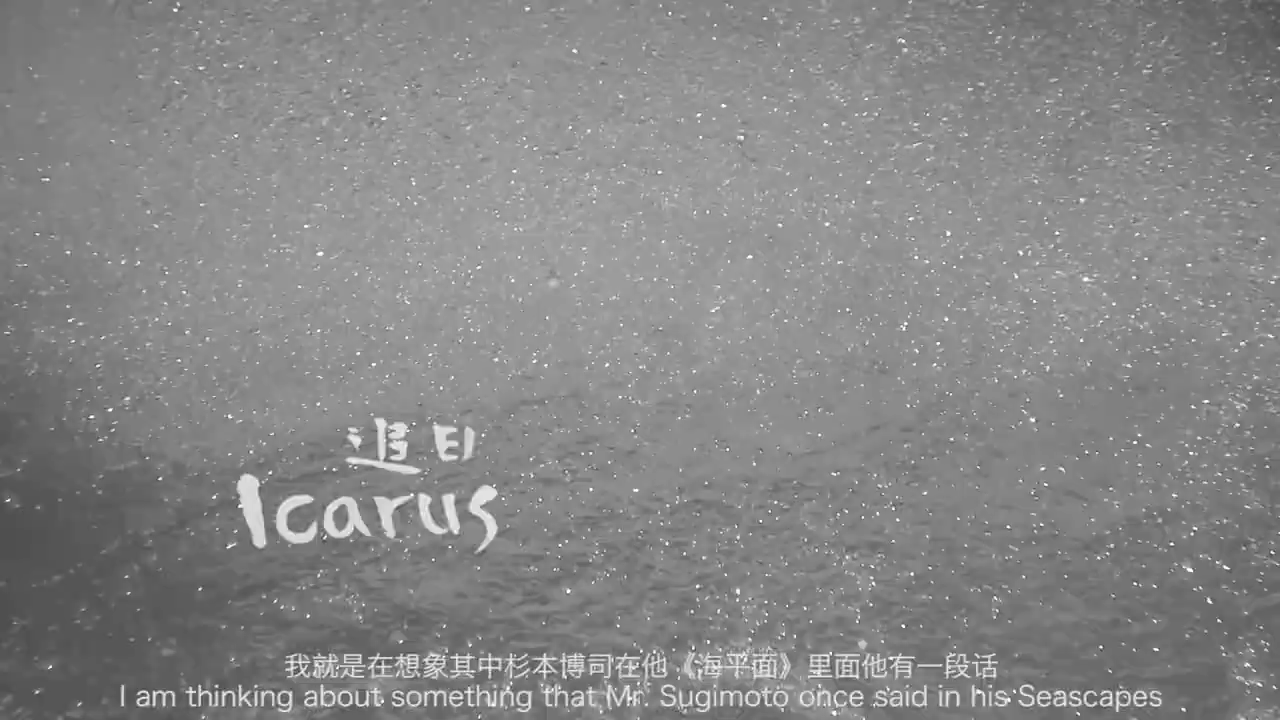 追日
Icarus
我就是在想象其中杉本博司在他《海平面》里面他有一段话
I am thinking about something that Mr. Sugimoto once said in his Seascapes